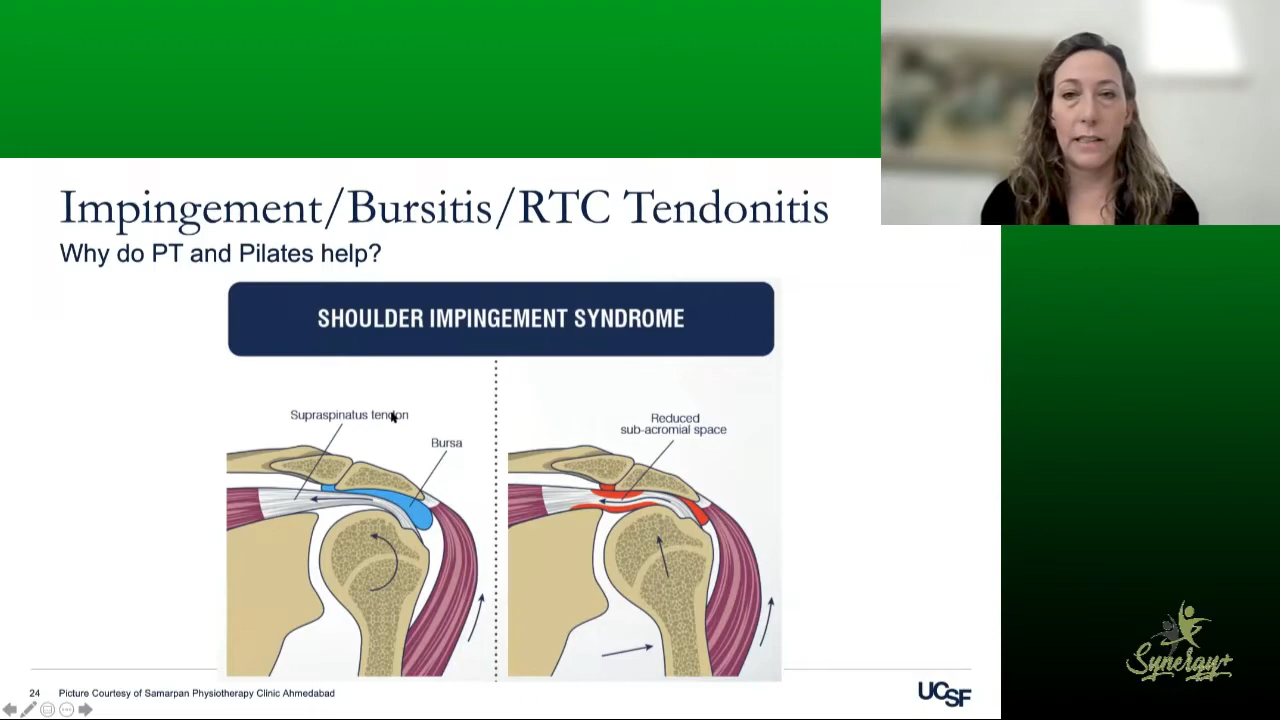 Impingement/Bursitis/RTC Tendonitis
Why do PT and Pilates help?
SHOULDER IMPINGEMENT SYNDROME
Supraspinatus tendon
Bursa
Reduced
sub-acromial space
24 Picture Courtesy of Samarpan Physiotherapy Clinic Ahmedabad
UCSF
Synergy+